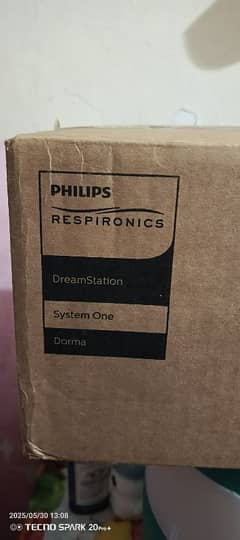 PHILIPS
RESPIRONICS
DreamStation
System One
Dorma
2025/05/30 13:08
TECNO SPARK 20Pro+